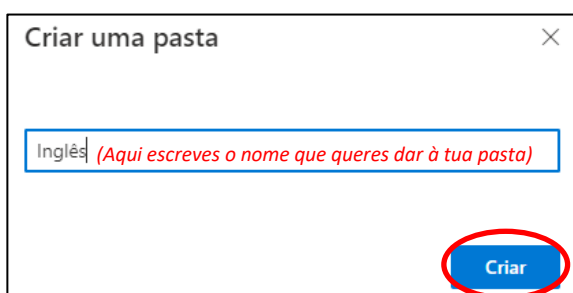 Criar uma pasta
Inglês (Aqui escreves o nome que queres dar à tua pasta)
Criar